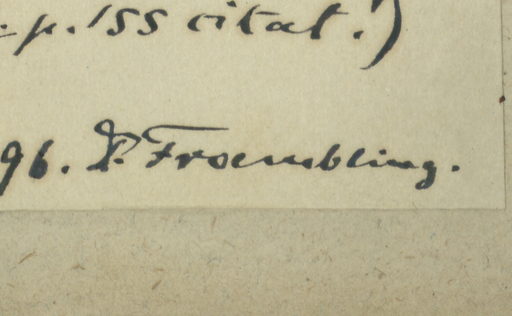 p. 155 citat.!)
96. P. Froembling.